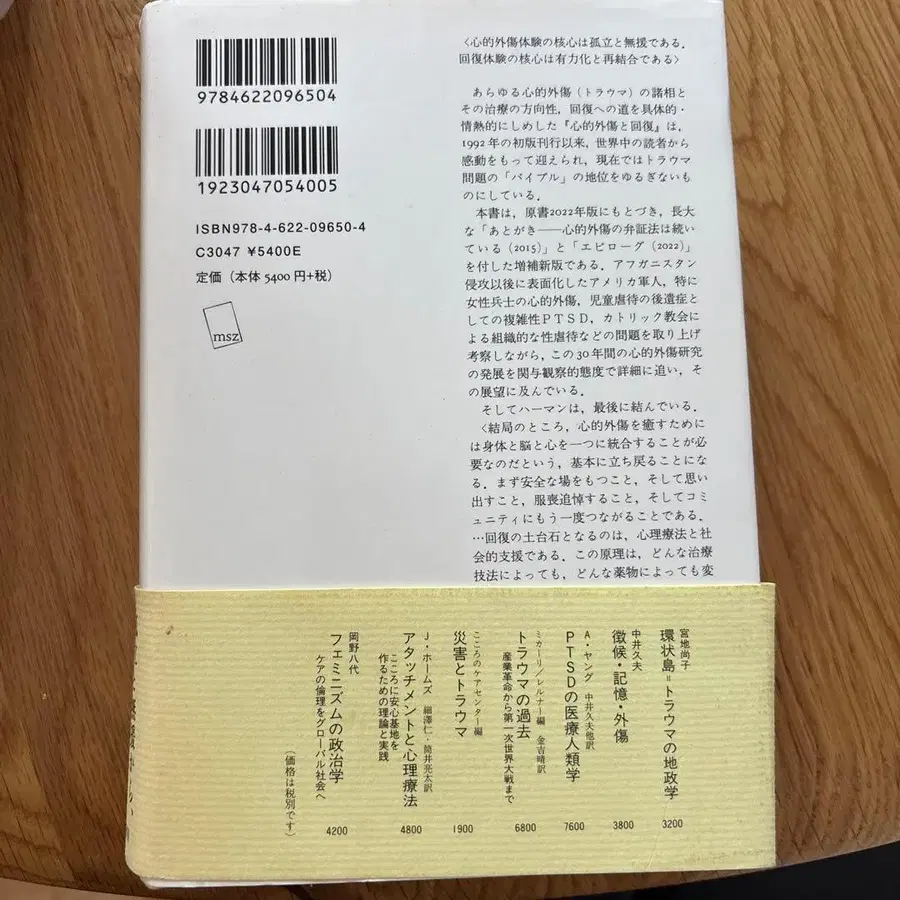 9784622096504
1923047054005
ISBN978-4-622-09650-4
C3047 ¥5400E
定価（本体 5400 円+税）
msz
〈心的外傷体験の核心は孤立と無援である．
回復体験の核心は有力化と再結合である〉
あらゆる心的外傷（トラウマ）の諸相と
その治療の方向性，回復への道を具体的・
情熱的にしめした『心的外傷と回復』は，
1992 年の初版刊行以来，世界中の読者から
感動をもって迎えられ，現在ではトラウマ
問題の「バイブル」の地位をゆるぎないも
のにしている．
本書は，原書2022年版にもとづき，長大
な「あとがき――心的外傷の弁証法は続いて
いる（2015）」と「エピローグ（2022）」
を付した増補新版である．アフガニスタン
侵攻以後に表面化したアメリカ軍人，特に
女性兵士の心的外傷，児童虐待の後遺症と
しての複雑性PTSD，カトリック教会に
よる組織的な性虐待などの問題を取り上げ
考察しながら，この30年間の心的外傷研究
の発展を関与観察的態度で詳細に追い，そ
の展望に及んでいる．
そしてハーマンは，最後に結んでいる．
〈結局のところ，心的外傷を癒すために
は身体と脳と心を一つに統合することが必
要なのだという，基本に立ち戻ることにな
る．まず安全な場をもつこと，そして思い
出すこと，服喪追悼すること，そしてコミ
ュニティにもう一度つながることである．
…回復の土台石となるのは，心理療法と社
会的支援である．この原理は，どんな治療
技法によっても，どんな薬物によっても変
宮地尚子
環状島＝トラウマの地政学
3200
中井久夫
徴候・記憶・外傷
3800
A・ヤング 中井久夫他訳
PTSDの医療人類学
7600
ミカーリ／レルナー編 金吉晴訳
トラウマの過去
産業革命から第一次世界大戦まで
6800
こころのケアセンター編
災害とトラウマ
1900
J・ホームズ 細澤仁・筒井亮太訳
アタッチメントと心理療法
こころに安心基地を
作るための理論と実践
4800
岡野八代
フェミニズムの政治学
ケアの倫理をグローバル社会へ
4200
（価格は税別です）